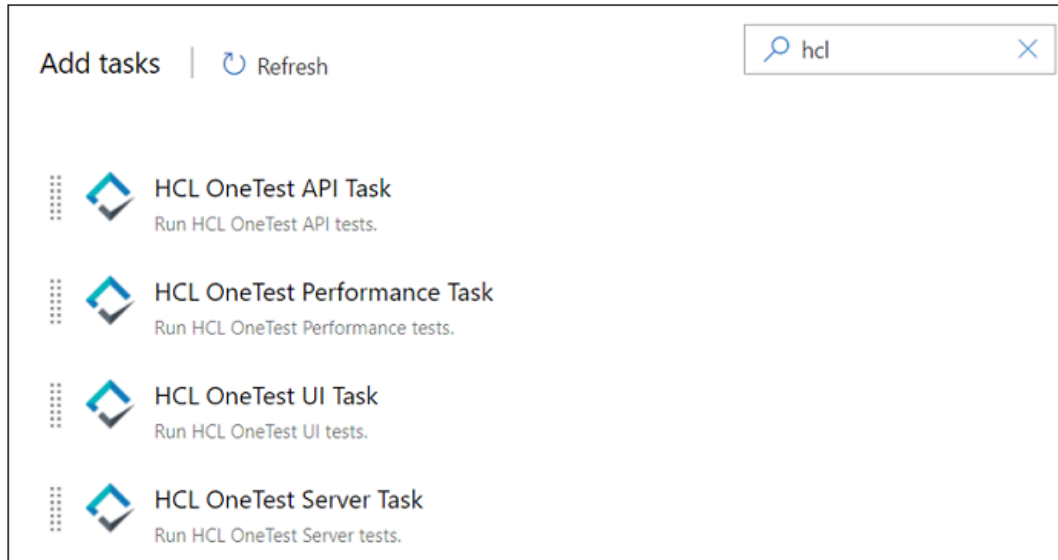 Add tasks
Refresh
hcl
HCL OneTest API Task
Run HCL OneTest API tests.
HCL OneTest Performance Task
Run HCL OneTest Performance tests.
HCL OneTest UI Task
Run HCL OneTest UI tests.
HCL OneTest Server Task
Run HCL OneTest Server tests.